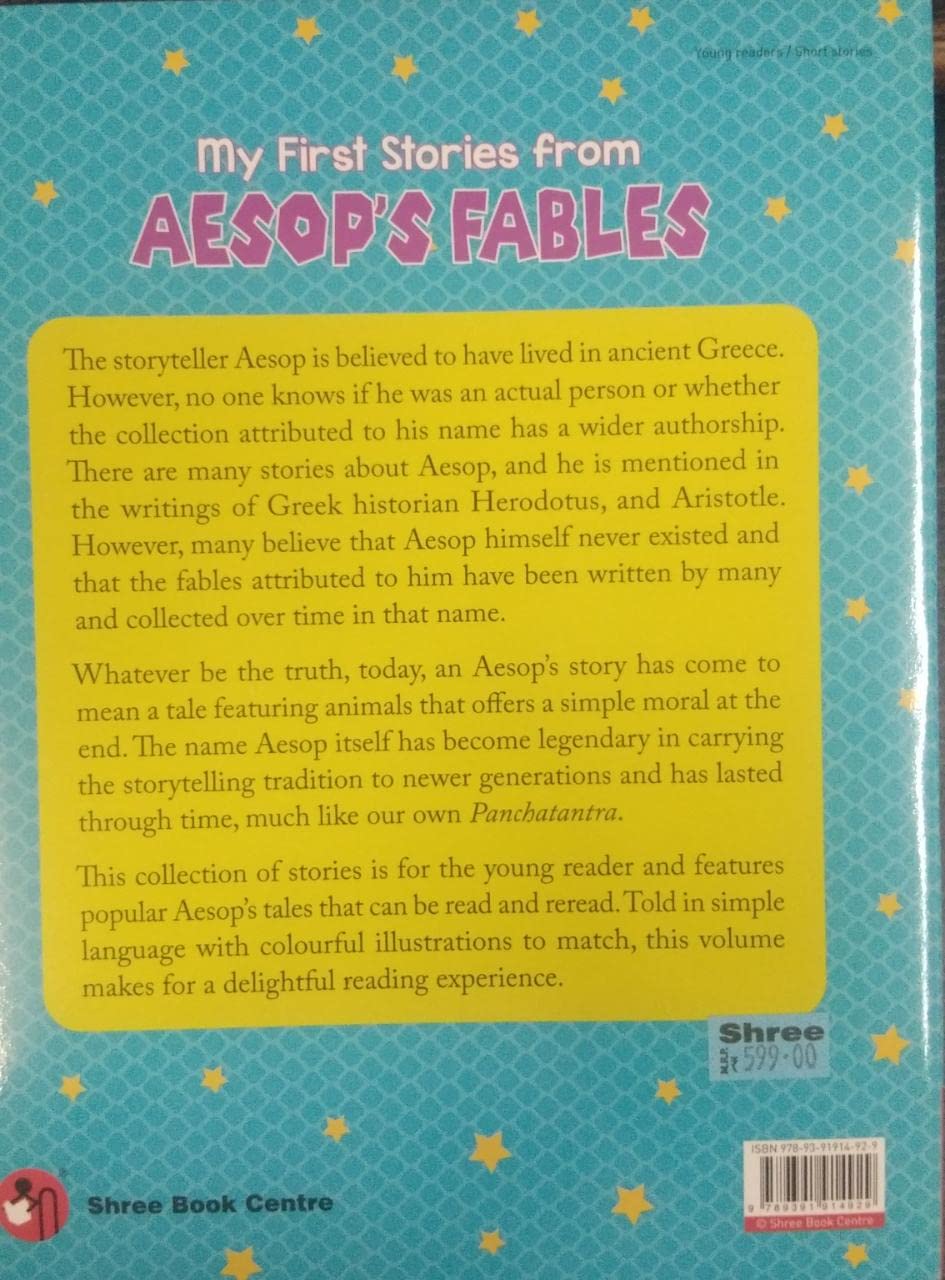 Young readers / Short stories
My First Stories from
AESOP'S FABLES
The storyteller Aesop is believed to have lived in ancient Greece.
However, no one knows if he was an actual person or whether
the collection attributed to his name has a wider authorship.
There are many stories about Aesop, and he is mentioned in
the writings of Greek historian Herodotus, and Aristotle.
However, many believe that Aesop himself never existed and
that the fables attributed to him have been written by many
and collected over time in that name.
Whatever be the truth, today, an Aesop's story has come to
mean a tale featuring animals that offers a simple moral at the
end. The name Aesop itself has become legendary in carrying
the storytelling tradition to newer generations and has lasted
through time, much like our own Panchatantra.
This collection of stories is for the young reader and features
popular Aesop's tales that can be read and reread. Told in simple
language with colourful illustrations to match, this volume
makes for a delightful reading experience.
Shree
M.R.P. ₹ 599.00
ISBN 978-93-91914-92-9
9 789391 914929
© Shree Book Centre
Shree Book Centre